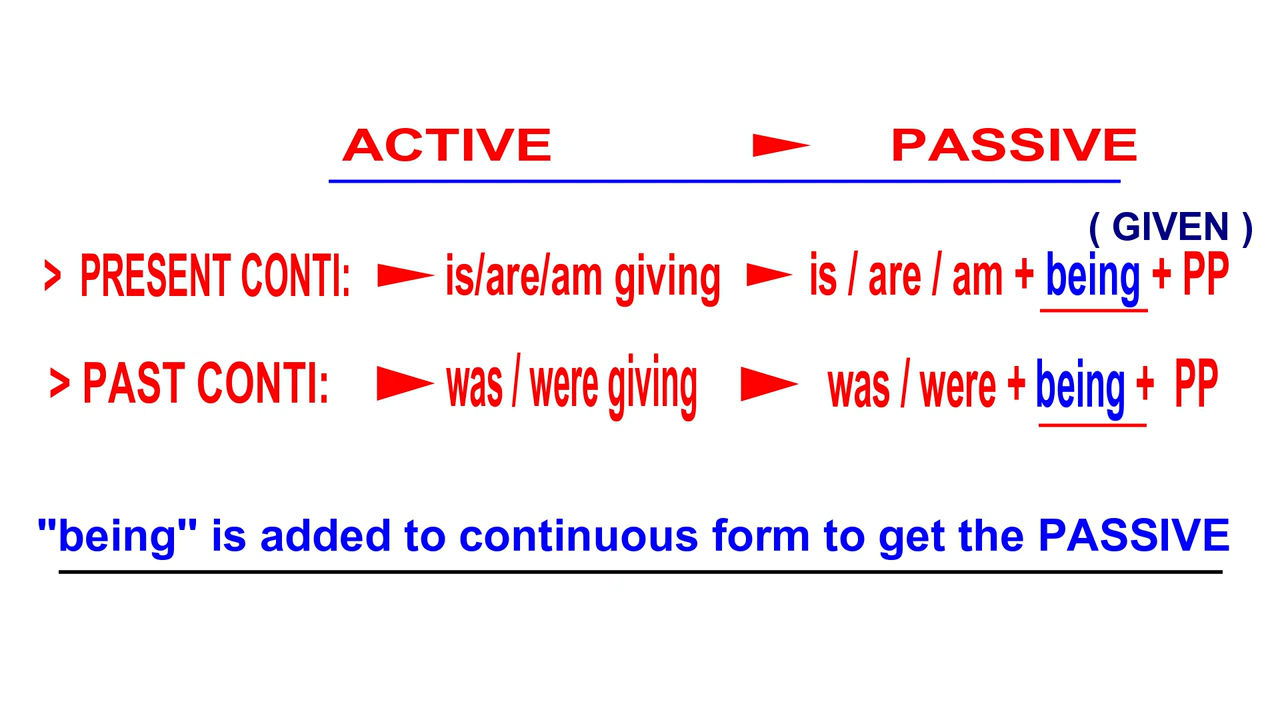 ACTIVE ► PASSIVE
( GIVEN )
> PRESENT CONTI: ► is/are/am giving ► is / are / am + being + PP
> PAST CONTI: ► was / were giving ► was / were + being + PP
"being" is added to continuous form to get the PASSIVE